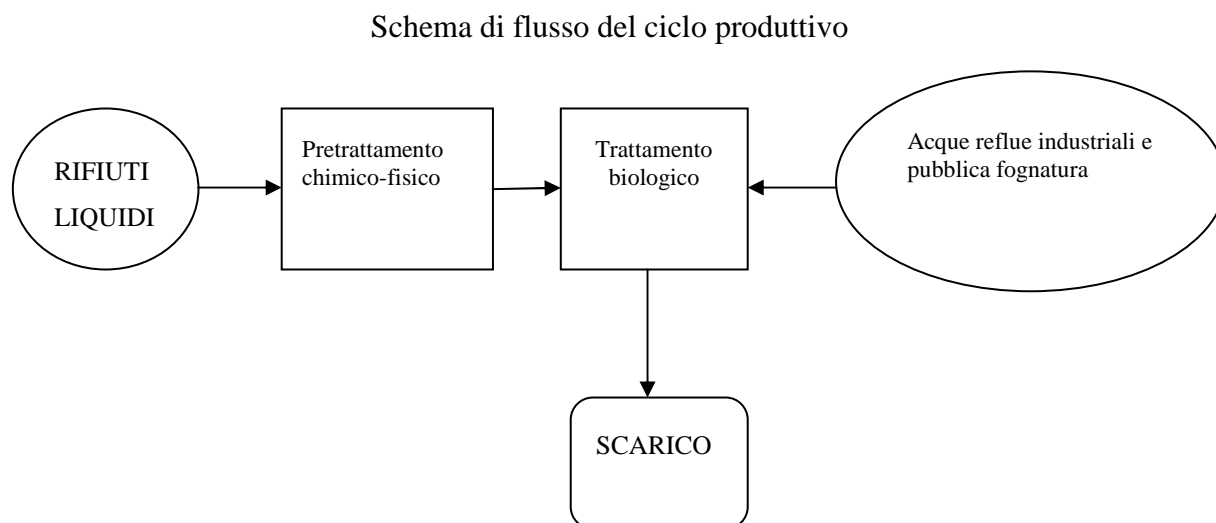 Schema di flusso del ciclo produttivo
RIFIUTI
LIQUIDI
Pretrattamento
chimico-fisico
Trattamento
biologico
Acque reflue industriali e
pubblica fognatura
SCARICO